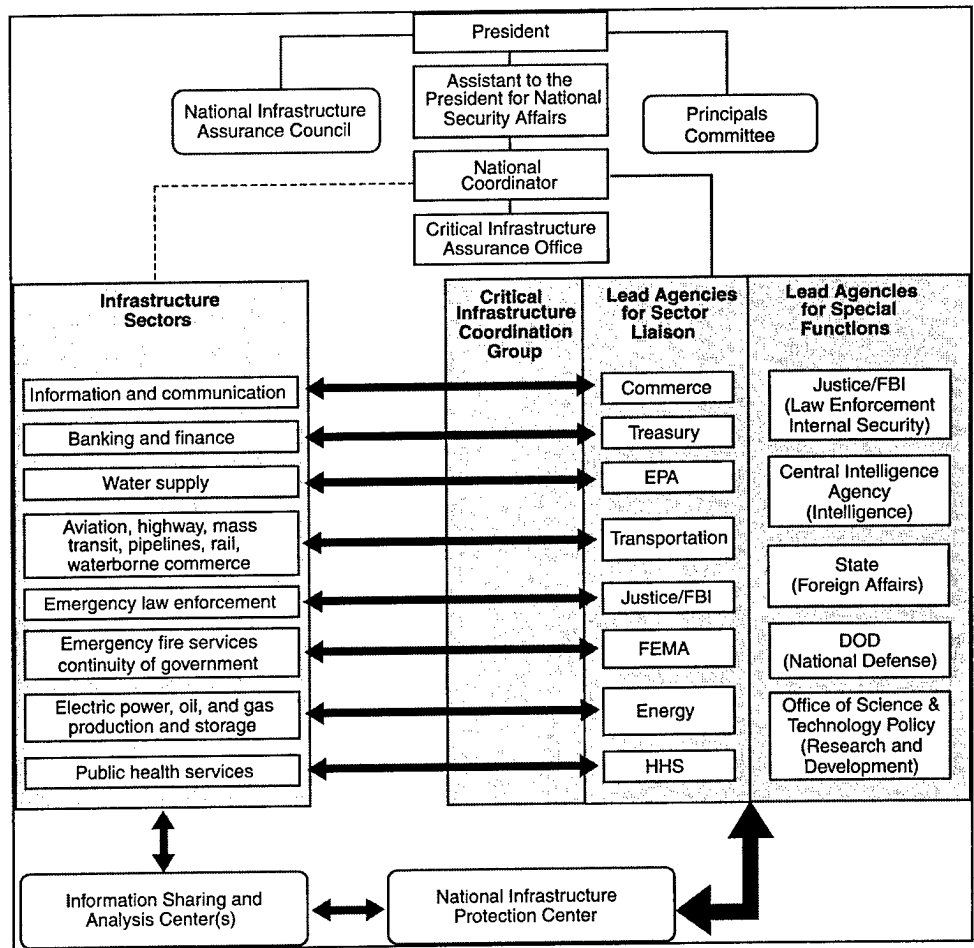 President
National Infrastructure
Assurance Council
Assistant to the
President for National
Security Affairs
Principals
Committee
National
Coordinator
Critical Infrastructure
Assurance Office
Infrastructure
Sectors
Critical
Infrastructure
Coordination
Group
Lead Agencies
for Sector
Liaison
Lead Agencies
for Special
Functions
Information and communication
Commerce
Banking and finance
Treasury
Water supply
EPA
Aviation, highway, mass
transit, pipelines, rail,
waterborne commerce
Transportation
Emergency law enforcement
Justice/FBI
Emergency fire services
continuity of government
FEMA
Electric power, oil, and gas
production and storage
Energy
Public health services
HHS
Justice/FBI
(Law Enforcement
Internal Security)
Central Intelligence
Agency
(Intelligence)
State
(Foreign Affairs)
DOD
(National Defense)
Office of Science &
Technology Policy
(Research and
Development)
Information Sharing and
Analysis Center(s)
National Infrastructure
Protection Center